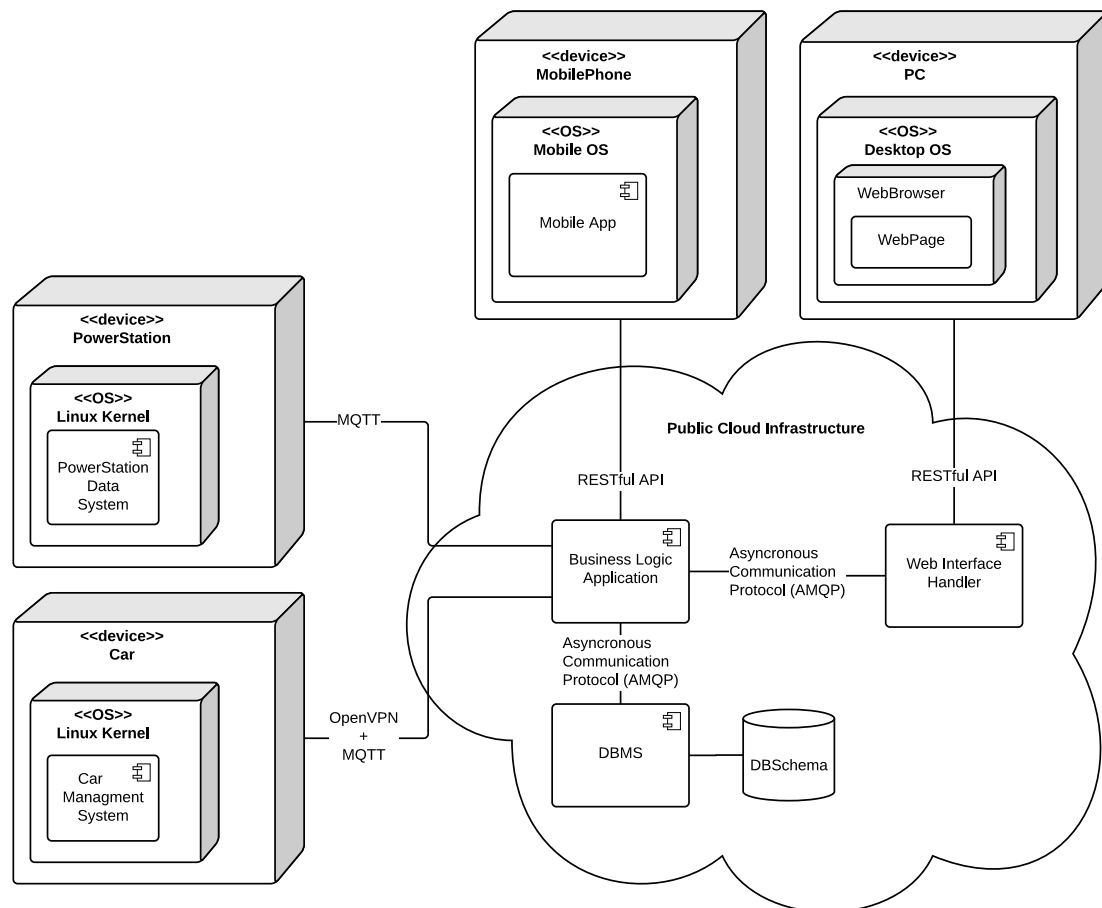 <<device>>
MobilePhone
<<OS>>
Mobile OS
Mobile App
<<device>>
PC
<<OS>>
Desktop OS
WebBrowser
WebPage
<<device>>
PowerStation
<<OS>>
Linux Kernel
PowerStation
Data
System
MQTT
Public Cloud Infrastructure
RESTful API
RESTful API
Business Logic
Application
Asyncronous
Communication
Protocol (AMQP)
Web Interface
Handler
<<device>>
Car
<<OS>>
Linux Kernel
Car
Managment
System
OpenVPN
+
MQTT
Asyncronous
Communication
Protocol (AMQP)
DBMS
DBSchema